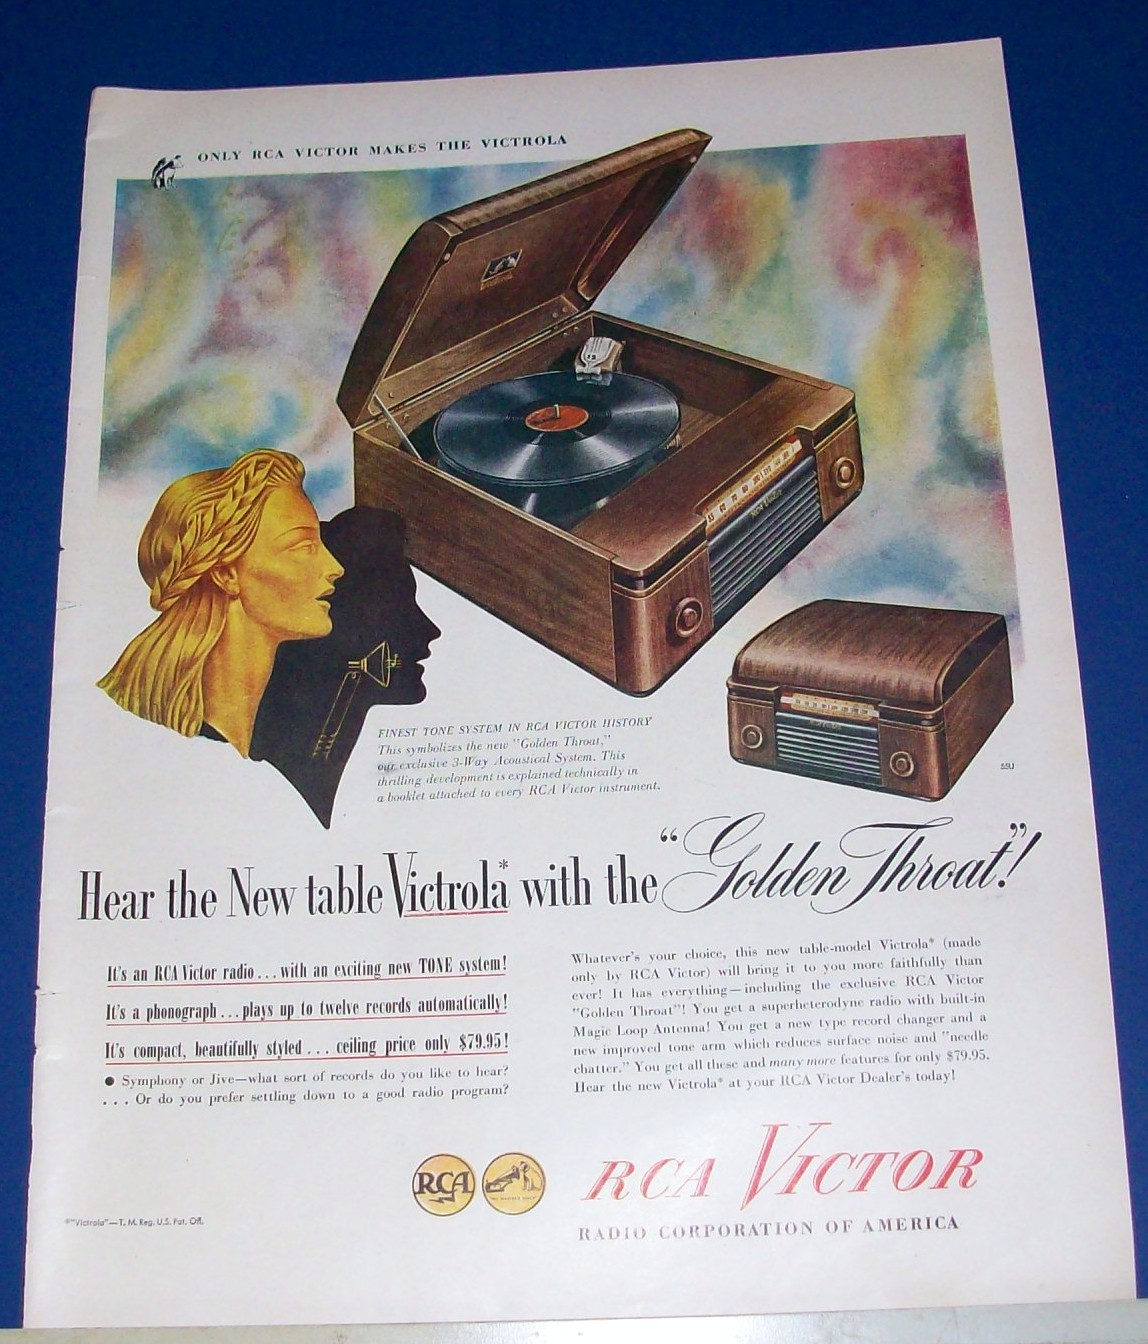 ONLY RCA VICTOR MAKES THE VICTROLA
RCA Victor
FINEST TONE SYSTEM IN RCA VICTOR HISTORY
This symbolizes the new "Golden Throat,"
our exclusive 3-Way Acoustical System. This
thrilling development is explained technically in
a booklet attached to every RCA Victor instrument.
55U
Hear the New table Victrola* with the "Golden Throat"!
It's an RCA Victor radio... with an exciting new TONE system!
It's a phonograph... plays up to twelve records automatically!
It's compact, beautifully styled... ceiling price only $79.95!
● Symphony or Jive—what sort of records do you like to hear?
... Or do you prefer settling down to a good radio program?
Whatever's your choice, this new table-model Victrola* (made
only by RCA Victor) will bring it to you more faithfully than
ever! It has everything—including the exclusive RCA Victor
"Golden Throat"! You get a superheterodyne radio with built-in
Magic Loop Antenna! You get a new type record changer and a
new improved tone arm which reduces surface noise and "needle
chatter." You get all these and many more features for only $79.95.
Hear the new Victrola* at your RCA Victor Dealer's today!
RCA
RCA VICTOR
RADIO CORPORATION OF AMERICA
*"Victrola"—T. M. Reg. U.S. Pat. Off.